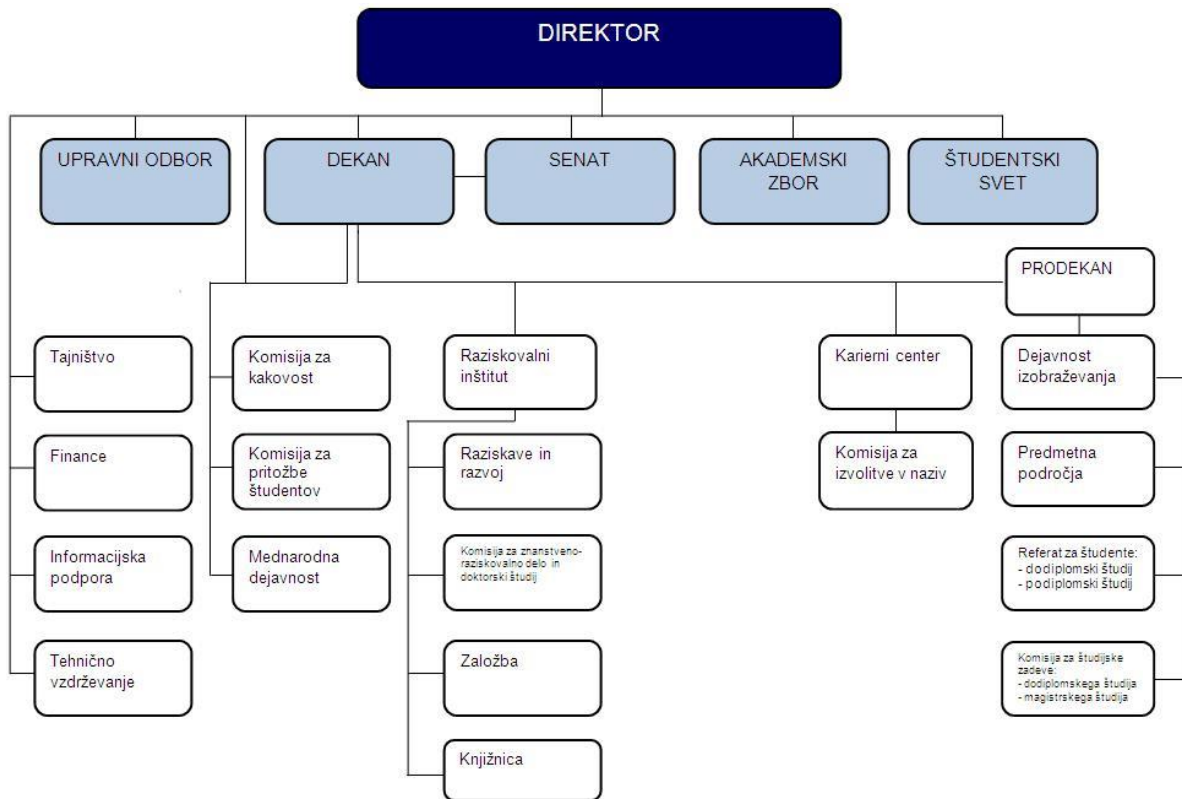 DIREKTOR
UPRAVNI ODBOR
DEKAN
SENAT
AKADEMSKI
ZBOR
ŠTUDENTSKI
SVET
PRODEKAN
Tajništvo
Finance
Informacijska
podpora
Tehnično
vzdrževanje
Komisija za
kakovost
Komisija za
pritožbe
študentov
Mednarodna
dejavnost
Raziskovalni
inštitut
Raziskave in
razvoj
Komisija za znanstveno-
raziskovalno delo in
doktorski študij
Založba
Knjižnica
Karierni center
Komisija za
izvolitve v naziv
Dejavnost
izobraževanja
Predmetna
področja
Referat za študente:
- dodiplomski študij
- podiplomski študij
Komisija za študijske
zadeve:
- dodiplomskega študija
- magistrskega študija